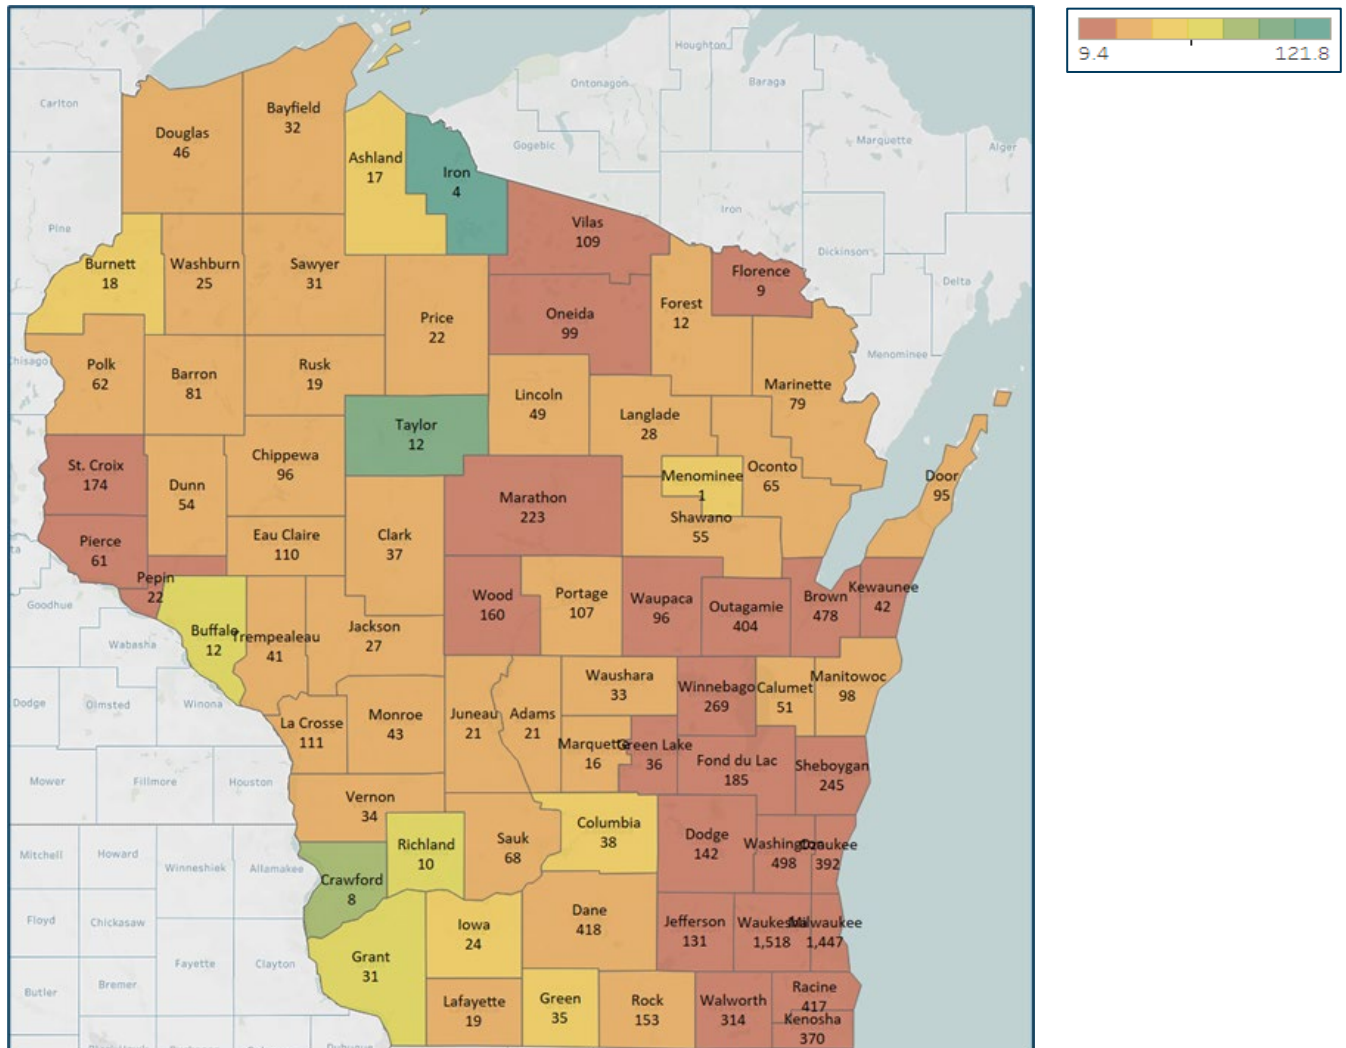 9.4 121.8
Houghton
Ontonagon
Baraga
Carlton
Bayfield
32
Douglas
46
Marquette
Alger
Gogebic
Ashland
17
Iron
4
Iron
Pine
Vilas
109
Dickinson
Delta
Burnett
18
Washburn
25
Sawyer
31
Florence
9
Forest
12
Oneida
99
Price
22
Menominee
Polk
62
Barron
81
Rusk
19
Marinette
79
Lincoln
49
Langlade
28
Taylor
12
Chippewa
96
St. Croix
174
Dunn
54
Oconto
65
Menominee
1
Door
95
Marathon
223
Shawano
55
Eau Claire
110
Clark
37
Pierce
61
Pepin
22
Wood
160
Portage
107
Waupaca
96
Outagamie
404
Brown
478
Kewaunee
42
Goodhue
Wabasha
Buffalo
12
Trempealeau
41
Jackson
27
Waushara
33
Winnebago
269
Calumet
51
Manitowoc
98
Dodge
Olmsted
Winona
La Crosse
111
Monroe
43
Juneau
21
Adams
21
Marquette
16
Green Lake
36
Fond du Lac
185
Sheboygan
245
Mower
Fillmore
Houston
Vernon
34
Richland
10
Sauk
68
Columbia
38
Dodge
142
Washington
498
Ozaukee
392
Mitchell
Howard
Winneshiek
Allamakee
Crawford
8
Floyd
Chickasaw
Iowa
24
Dane
418
Jefferson
131
Waukesha
1,518
Milwaukee
1,447
Fayette
Clayton
Grant
31
Butler
Bremer
Lafayette
19
Green
35
Rock
153
Walworth
314
Racine
417
Kenosha
370